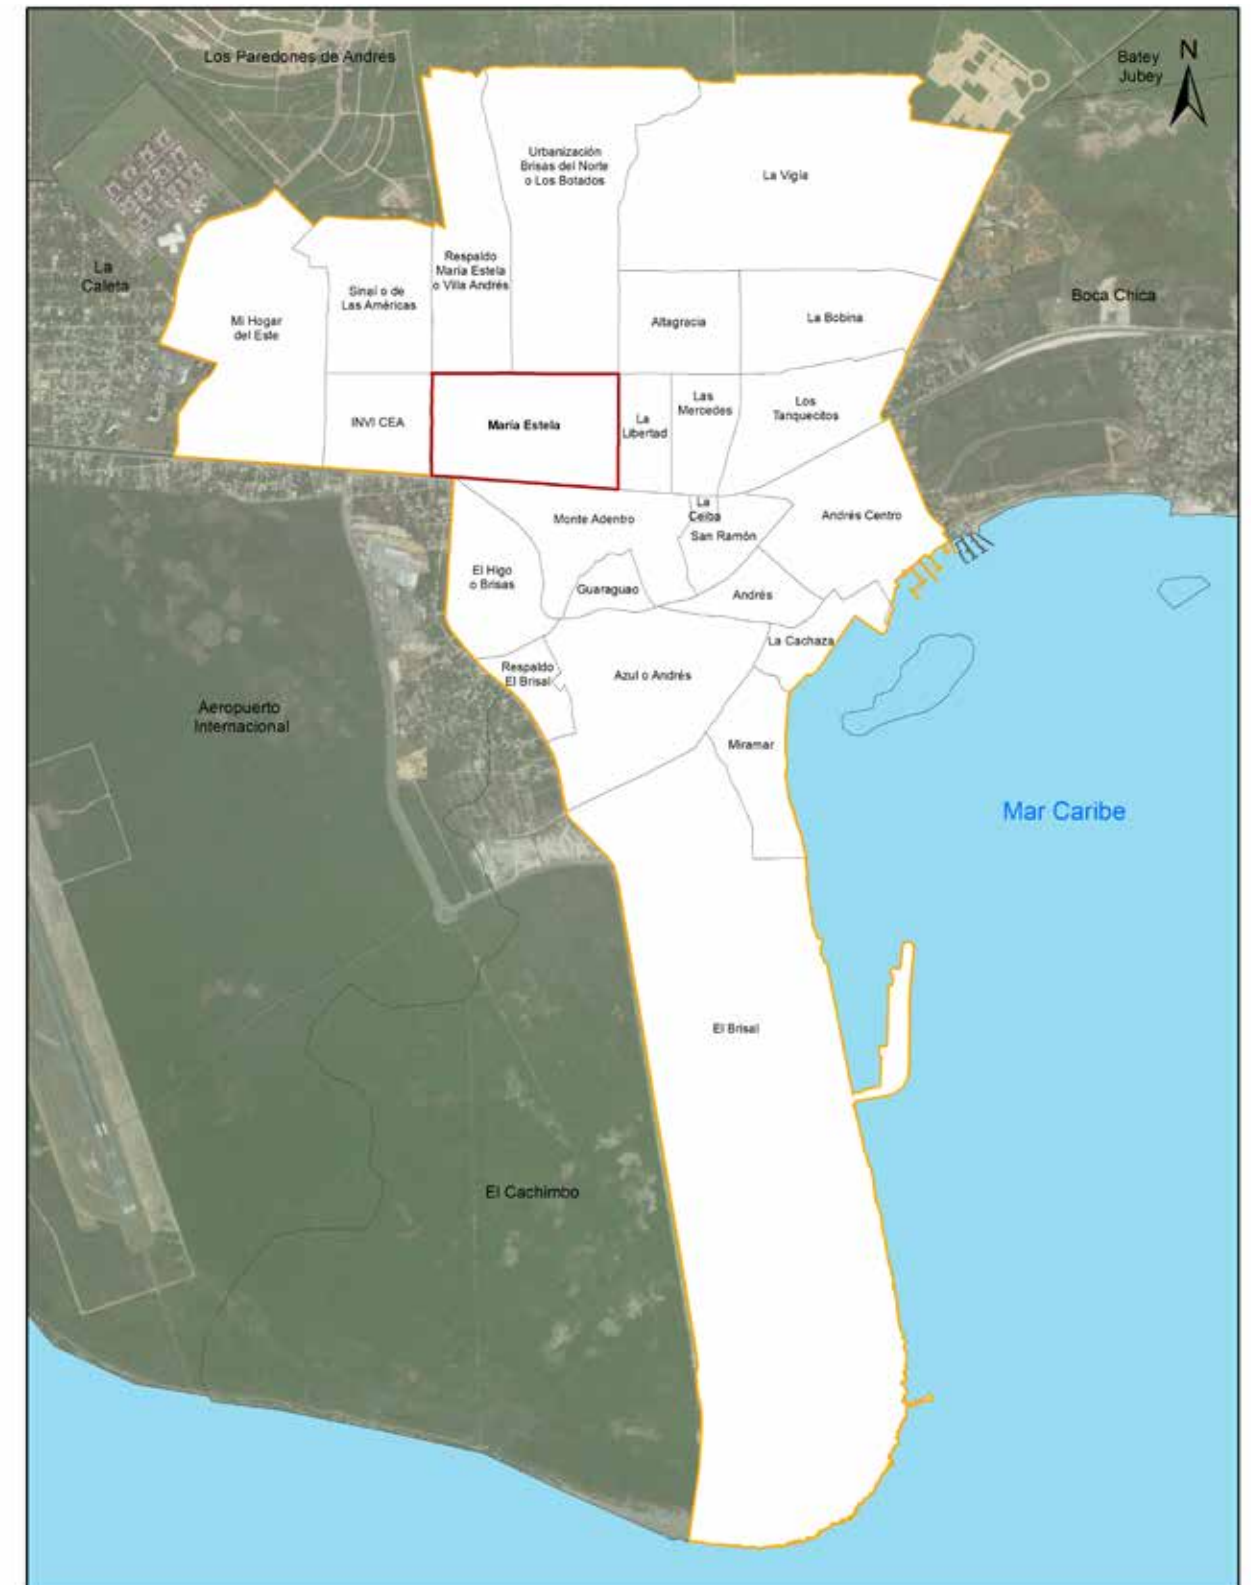 Los Paredones de Andrés
Batey
Jubey
N
Urbanización
Brisas del Norte
o Los Botados
La Vigía
La
Caleta
Respaldo
María Estela
o Villa Andrés
Sinaí o de
Las Américas
Mi Hogar
del Este
Altagracia
La Bobina
Boca Chica
INVI CEA
María Estela
La
Libertad
Las
Mercedes
Los
Tanquecitos
Monte Adentro
La
Ceiba
San Ramón
Andrés Centro
El Higo
o Brisas
Guaraguao
Andrés
La Cachaza
Respaldo
El Brisal
Azul o Andrés
Aeropuerto
Internacional
Miramar
Mar Caribe
El Brisal
El Cachimbo